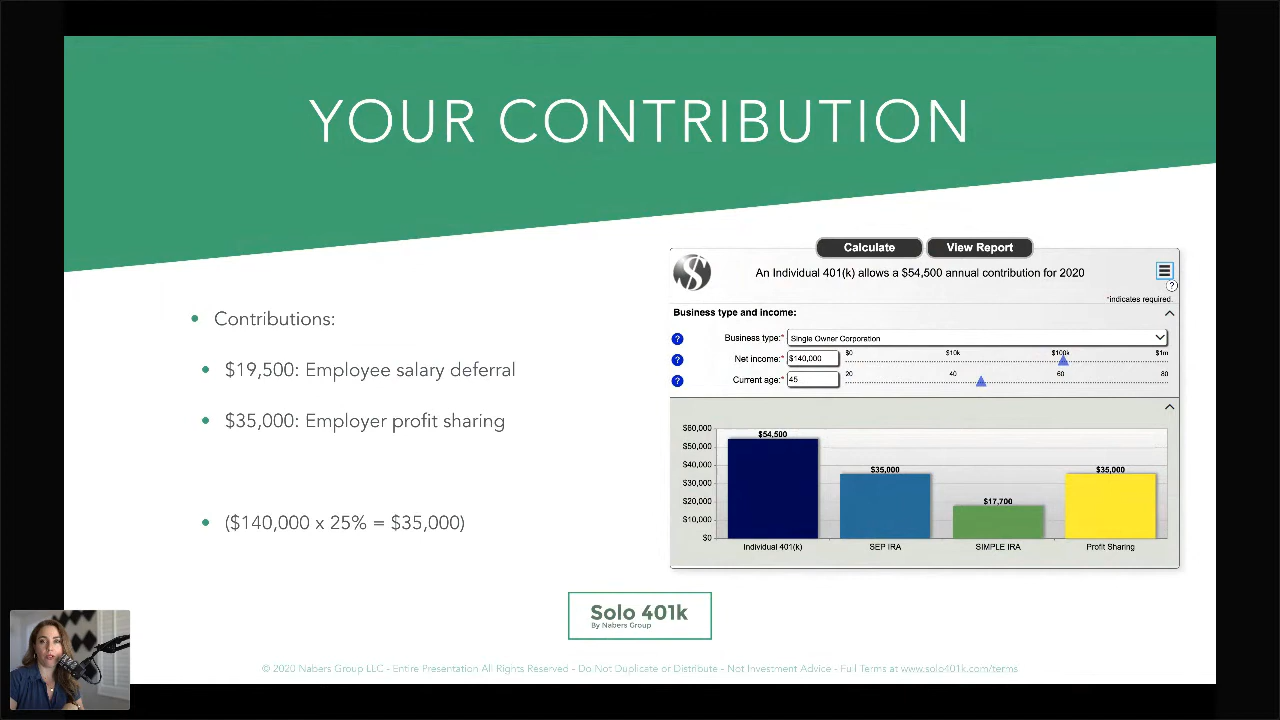 YOUR CONTRIBUTION
Contributions:
$19,500: Employee salary deferral
$35,000: Employer profit sharing
($140,000 x 25% = $35,000)
Calculate
View Report
$
An Individual 401(k) allows a $54,500 annual contribution for 2020
?
*indicates required.
Business type and income:
? Business type:* Single Owner Corporation
? Net income:* $140,000 $0 $10k $100k $1m
? Current age:* 45 20 40 60 80
$60,000
$50,000
$40,000
$30,000
$20,000
$10,000
$0
$54,500
$35,000
$17,700
$35,000
Individual 401(k) SEP IRA SIMPLE IRA Profit Sharing
Solo 401k
By Nabers Group
© 2020 Nabers Group LLC - Entire Presentation All Rights Reserved - Do Not Duplicate or Distribute - Not Investment Advice - Full Terms at www.solo401k.com/terms